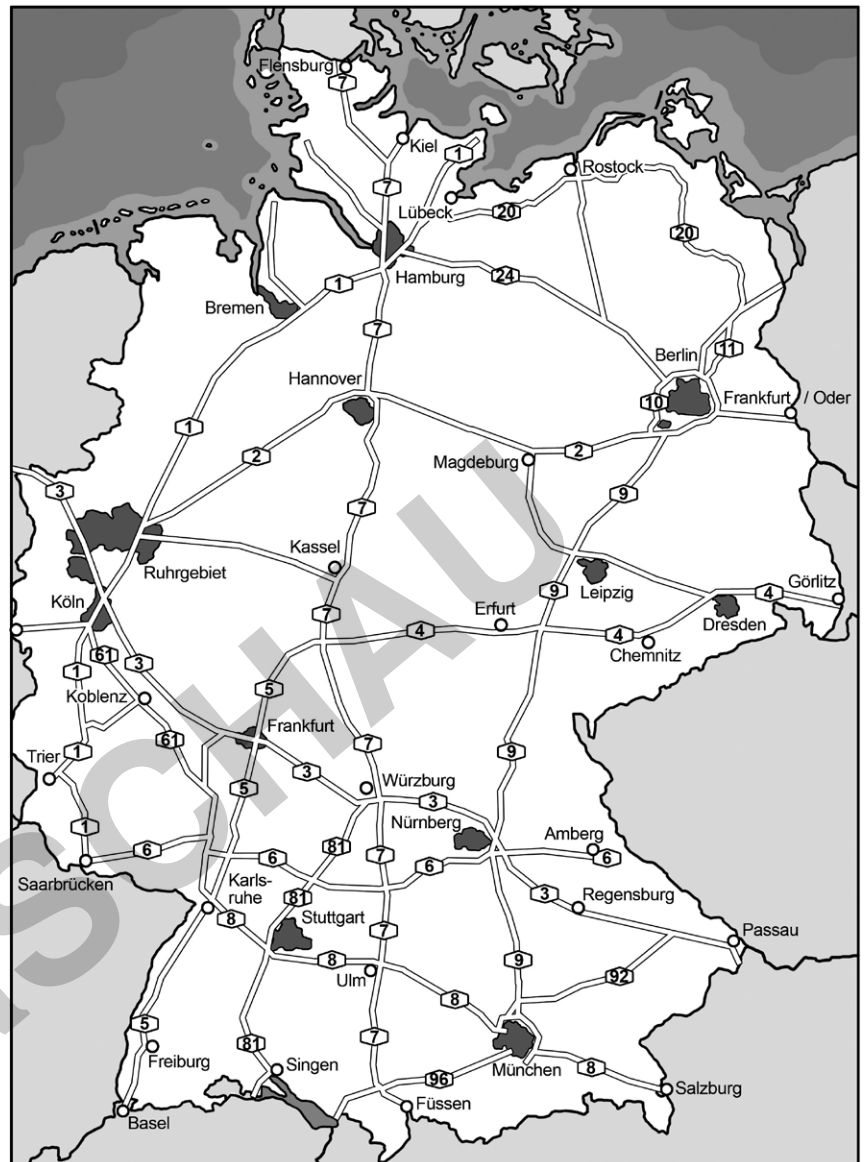 Flensburg
7
Kiel
1
Rostock
7
Lübeck
20
20
Hamburg
24
1
Bremen
7
11
Berlin
Hannover
10
Frankfurt / Oder
1
2
Magdeburg
2
3
9
7
Kassel
Ruhrgebiet
Leipzig
Görlitz
9
4
Köln
7
Erfurt
4
4
Dresden
Chemnitz
61
3
1
5
Koblenz
61
Frankfurt
7
9
Trier
1
3
5
Würzburg
3
Nürnberg
Amberg
1
6
81
7
6
6
6
Saarbrücken
Karls-
ruhe
81
3
Regensburg
8
Stuttgart
7
Passau
8
Ulm
9
92
8
5
7
81
Freiburg
Singen
96
München
8
Salzburg
Füssen
Basel
SCHAU